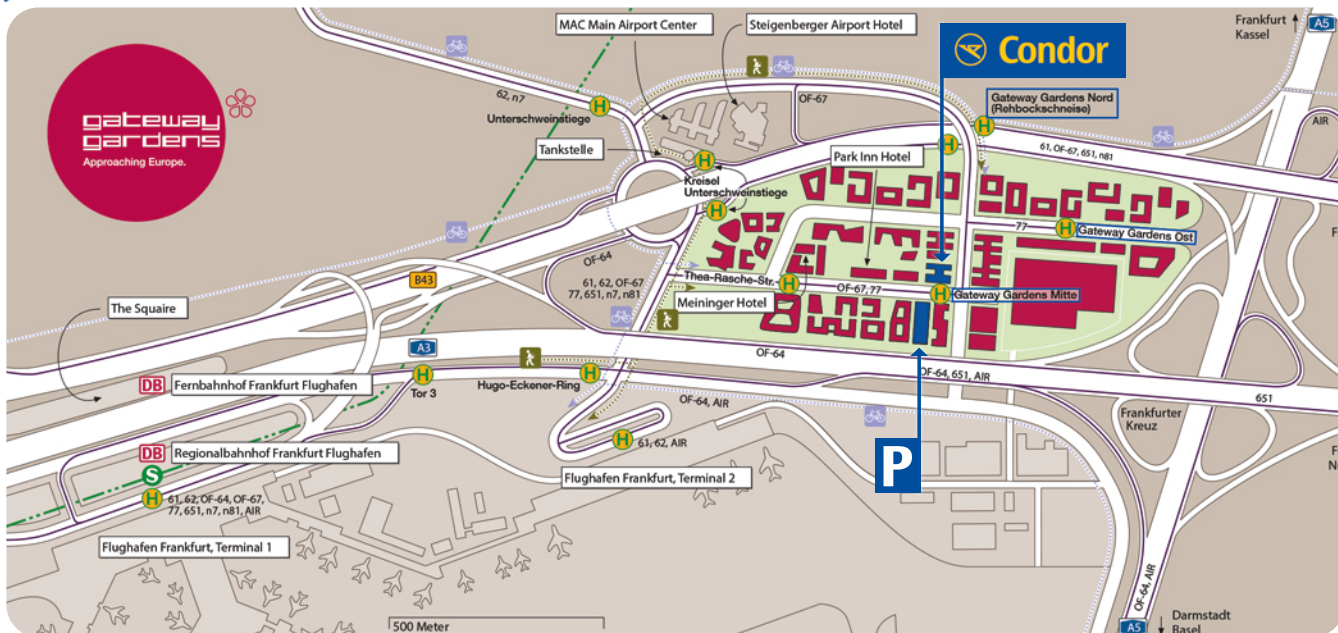 gateway
gardens
Approaching Europe.
MAC Main Airport Center
Steigenberger Airport Hotel
Condor
Frankfurt
Kassel
A5
62, n7
H
Unterschweinstiege
OF-67
Gateway Gardens Nord
(Rehbockschneise)
H
AIR
Tankstelle
H
H
Park Inn Hotel
61, OF-67, 651, n81
Kreisel
Unterschweinstiege
H
77
H
Gateway Gardens Ost
OF-64
B43
61, 62, OF-67
77, 651, n7, n81
Thea-Rasche-Str.
H
OF-67, 77
H
Gateway Gardens Mitte
Meininger Hotel
The Squaire
A3
OF-64
OF-64, 651, AIR
DB
Fernbahnhof Frankfurt Flughafen
H
Tor 3
Hugo-Eckener-Ring
H
OF-64, AIR
651
Frankfurter
Kreuz
F
H
61, 62, AIR
DB
Regionalbahnhof Frankfurt Flughafen
S
P
Flughafen Frankfurt, Terminal 2
H
61, 62, OF-64, OF-67,
77, 651, n7, n81, AIR
Flughafen Frankfurt, Terminal 1
OF-64, AIR
500 Meter
A5
Darmstadt
Basel